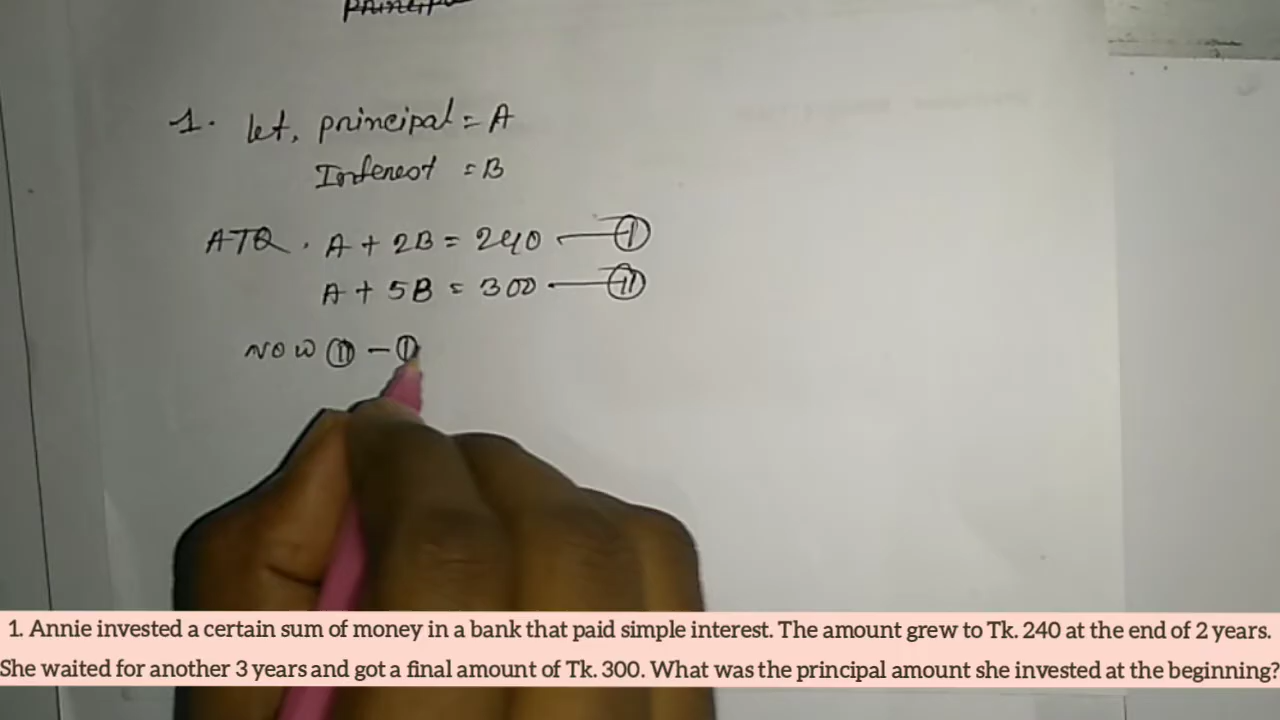 1. let, principal = A
Interest = B
ATQ. A + 2B = 240 — I
A + 5B = 300 — II
NOW II - I
1. Annie invested a certain sum of money in a bank that paid simple interest. The amount grew to Tk. 240 at the end of 2 years.
She waited for another 3 years and got a final amount of Tk. 300. What was the principal amount she invested at the beginning?